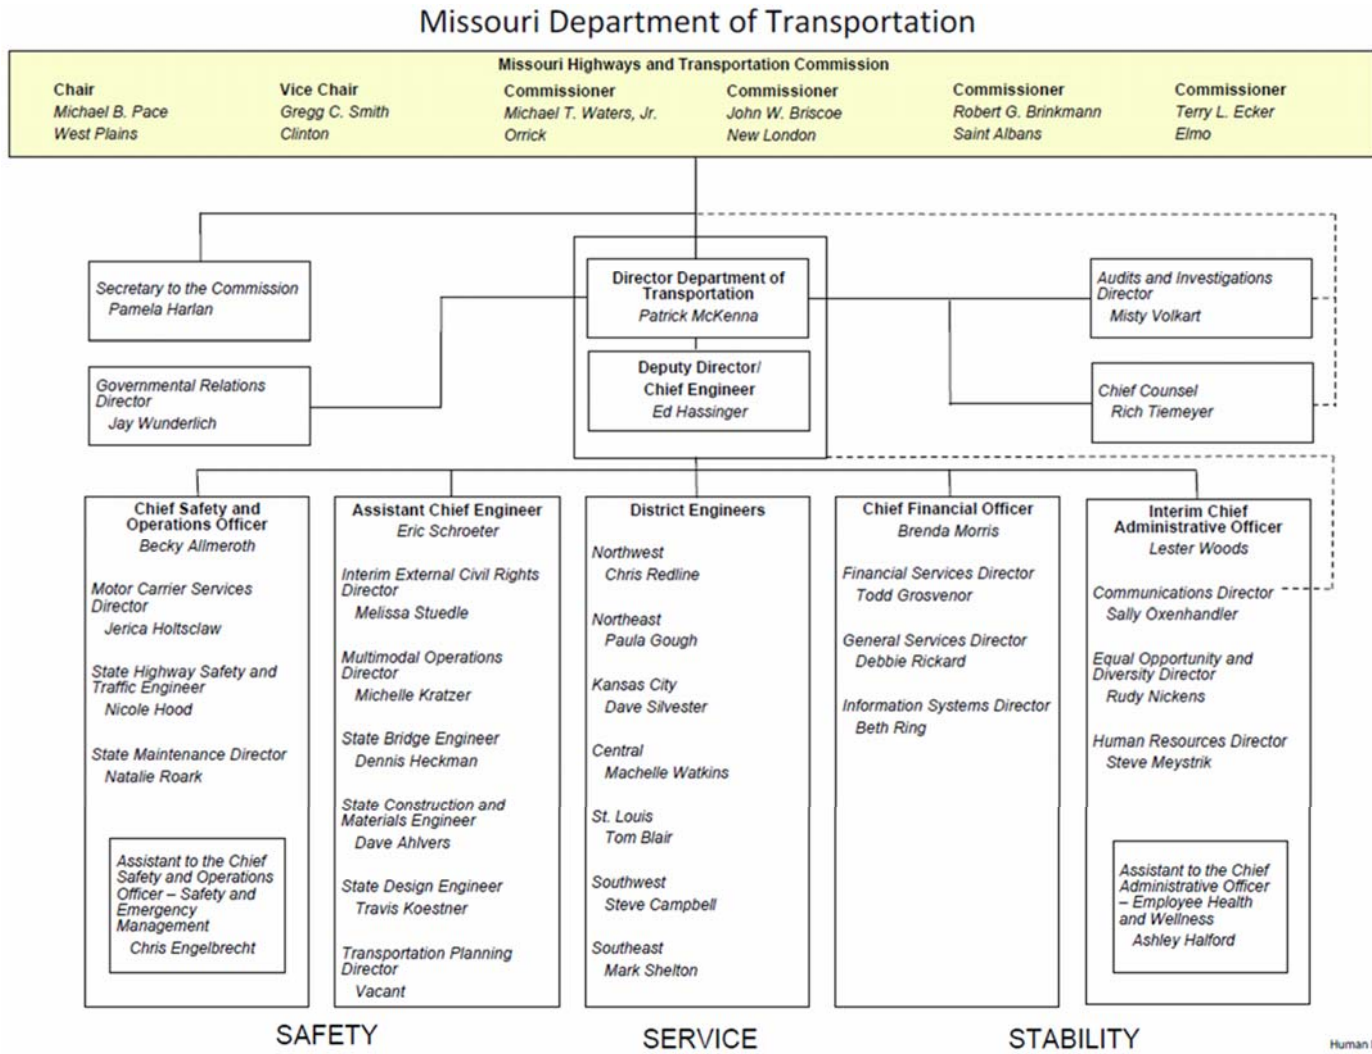 Missouri Department of Transportation
Missouri Highways and Transportation Commission
Chair
Michael B. Pace
West Plains
Vice Chair
Gregg C. Smith
Clinton
Commissioner
Michael T. Waters, Jr.
Orrick
Commissioner
John W. Briscoe
New London
Commissioner
Robert G. Brinkmann
Saint Albans
Commissioner
Terry L. Ecker
Elmo
Secretary to the Commission
Pamela Harlan
Director Department of
Transportation
Patrick McKenna
Audits and Investigations
Director
Misty Volkart
Governmental Relations
Director
Jay Wunderlich
Deputy Director/
Chief Engineer
Ed Hassinger
Chief Counsel
Rich Tiemeyer
Chief Safety and
Operations Officer
Becky Allmeroth
Motor Carrier Services
Director
Jerica Holtsclaw
State Highway Safety and
Traffic Engineer
Nicole Hood
State Maintenance Director
Natalie Roark
Assistant to the Chief
Safety and Operations
Officer – Safety and
Emergency
Management
Chris Engelbrecht
Assistant Chief Engineer
Eric Schroeter
Interim External Civil Rights
Director
Melissa Stuedle
Multimodal Operations
Director
Michelle Kratzer
State Bridge Engineer
Dennis Heckman
State Construction and
Materials Engineer
Dave Ahlvers
State Design Engineer
Travis Koestner
Transportation Planning
Director
Vacant
District Engineers
Northwest
Chris Redline
Northeast
Paula Gough
Kansas City
Dave Silvester
Central
Machelle Watkins
St. Louis
Tom Blair
Southwest
Steve Campbell
Southeast
Mark Shelton
Chief Financial Officer
Brenda Morris
Financial Services Director
Todd Grosvenor
General Services Director
Debbie Rickard
Information Systems Director
Beth Ring
Interim Chief
Administrative Officer
Lester Woods
Communications Director
Sally Oxenhandler
Equal Opportunity and
Diversity Director
Rudy Nickens
Human Resources Director
Steve Meystrik
Assistant to the Chief
Administrative Officer
– Employee Health
and Wellness
Ashley Halford
SAFETY
SERVICE
STABILITY
Human